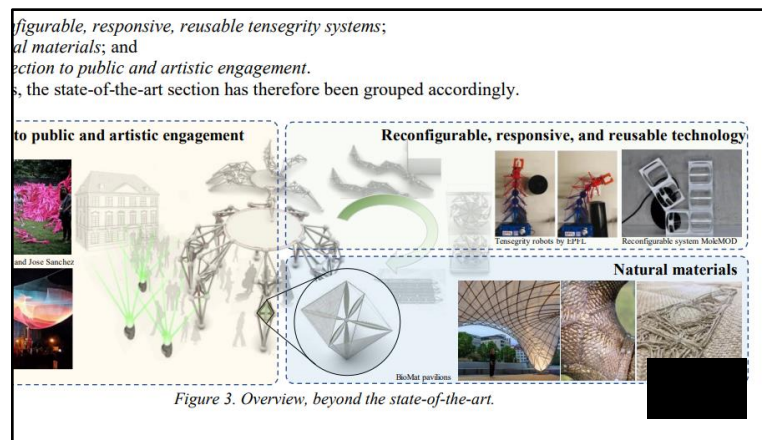 figurable, responsive, reusable tensegrity systems;
al materials; and
ection to public and artistic engagement.
s, the state-of-the-art section has therefore been grouped accordingly.
to public and artistic engagement
Reconfigurable, responsive, and reusable technology
and Jose Sanchez
Tensegrity robots by EPFL
Reconfigurable system MoleMOD
Natural materials
BioMat pavilions
Figure 3. Overview, beyond the state-of-the-art.